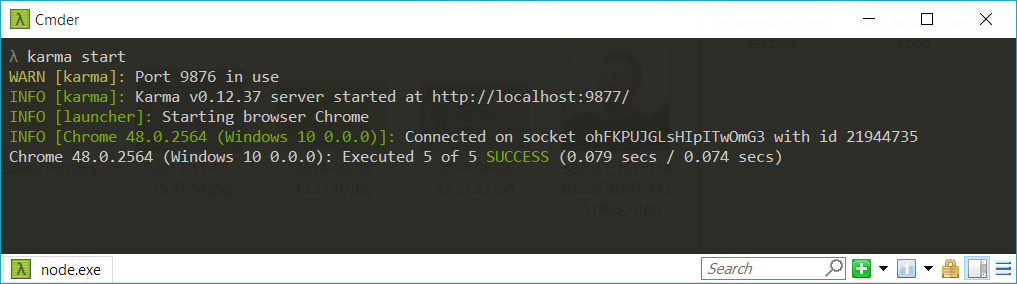 Cmder
λ karma start
WARN [karma]: Port 9876 in use
INFO [karma]: Karma v0.12.37 server started at http://localhost:9877/
INFO [launcher]: Starting browser Chrome
INFO [Chrome 48.0.2564 (Windows 10 0.0.0)]: Connected on socket ohFKPUJGLsHIpITwOmG3 with id 21944735
Chrome 48.0.2564 (Windows 10 0.0.0): Executed 5 of 5 SUCCESS (0.079 secs / 0.074 secs)
λ node.exe
Search